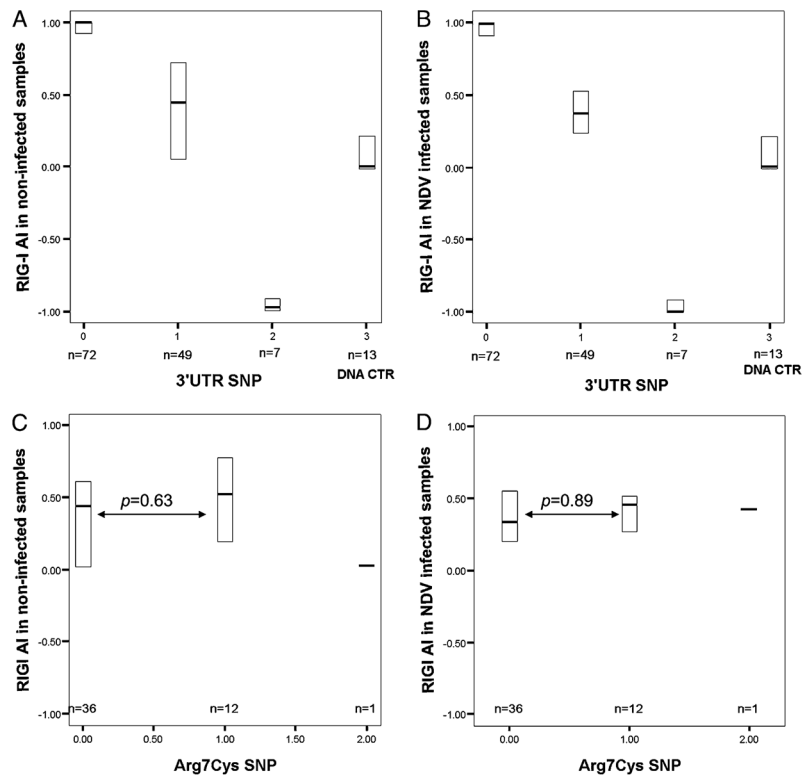 A
RIG-I AI in non-infected samples
1.00
0.50
0.00
-0.50
-1.00
0 1 2 3
n=72 n=49 n=7 n=13
DNA CTR
3'UTR SNP
B
RIG-I AI in NDV infected samples
1.00
0.50
0.00
-0.50
-1.00
0 1 2 3
n=72 n=49 n=7 n=13
DNA CTR
3'UTR SNP
C
RIGI AI in non-infected samples
1.00
0.50
0.00
-0.50
-1.00
p=0.63
n=36 n=12 n=1
0.00 0.50 1.00 1.50 2.00
Arg7Cys SNP
D
RIGI AI in NDV infected samples
1.00
0.50
0.00
-0.50
-1.00
p=0.89
n=36 n=12 n=1
0.00 1.00 2.00
Arg7Cys SNP